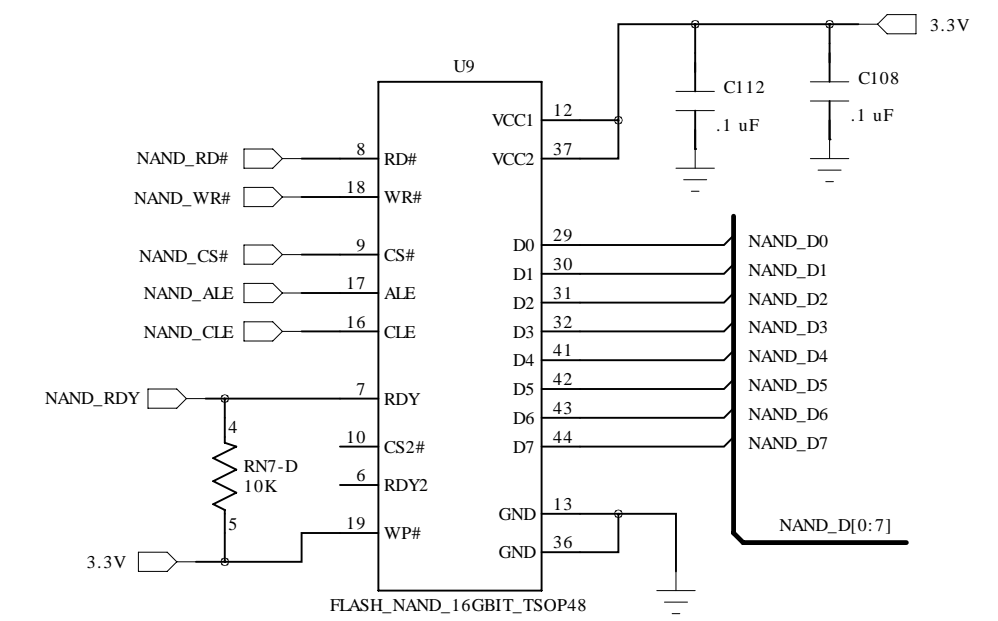 3.3V
U9
C112
.1 uF
C108
.1 uF
VCC1 12
VCC2 37
NAND_RD# 8 RD#
NAND_WR# 18 WR#
NAND_CS# 9 CS#
NAND_ALE 17 ALE
NAND_CLE 16 CLE
NAND_RDY 7 RDY
10 CS2#
6 RDY2
19 WP#
4
RN7-D
10K
5
3.3V
D0 29 NAND_D0
D1 30 NAND_D1
D2 31 NAND_D2
D3 32 NAND_D3
D4 41 NAND_D4
D5 42 NAND_D5
D6 43 NAND_D6
D7 44 NAND_D7
GND 13
GND 36
NAND_D[0:7]
FLASH_NAND_16GBIT_TSOP48